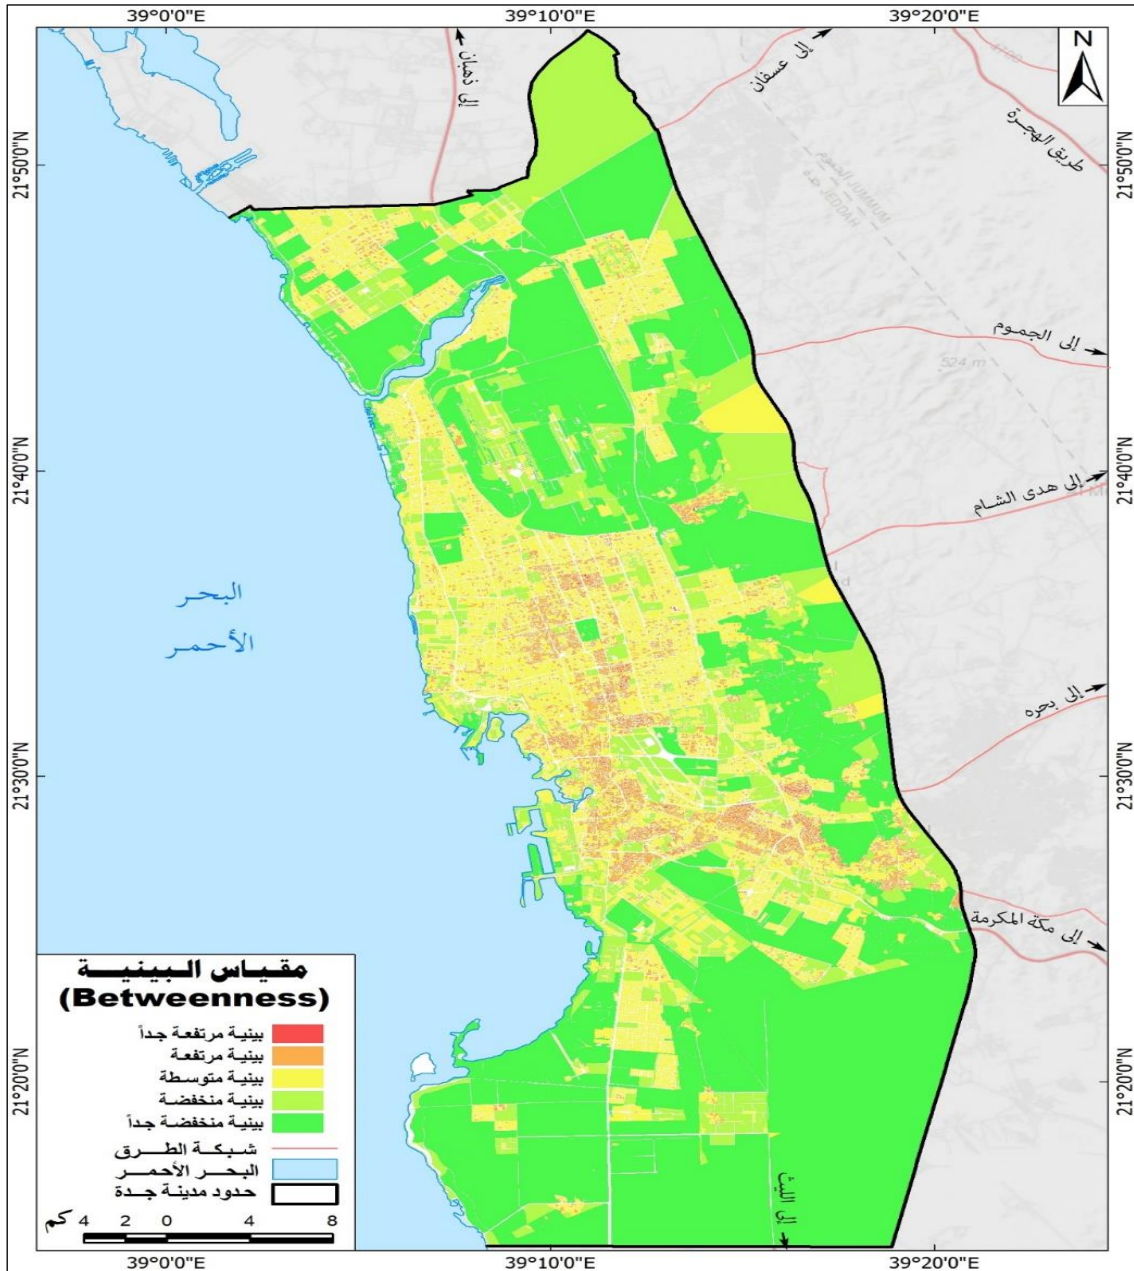 39°0'0"E
39°10'0"E
39°20'0"E
N
إلى ذهبان
إلى عسفان
طريق الهجرة
21°50'0"N
21°50'0"N
الجموم JUMMUM
جدة JEDDAH
إلى الجموم
524 m
21°40'0"N
21°40'0"N
إلى هدى الشام
البحر
الأحمر
إلى بحره
21°30'0"N
21°30'0"N
إلى مكة المكرمة
21°20'0"N
21°20'0"N
إلى الليث
مقياس البينية
(Betweenness)
بينية مرتفعة جداً
بينية مرتفعة
بينية متوسطة
بينية منخفضة
بينية منخفضة جداً
شبكة الطرق
البحر الأحمر
حدود مدينة جدة
كم
4 2 0 4 8
39°0'0"E
39°10'0"E
39°20'0"E